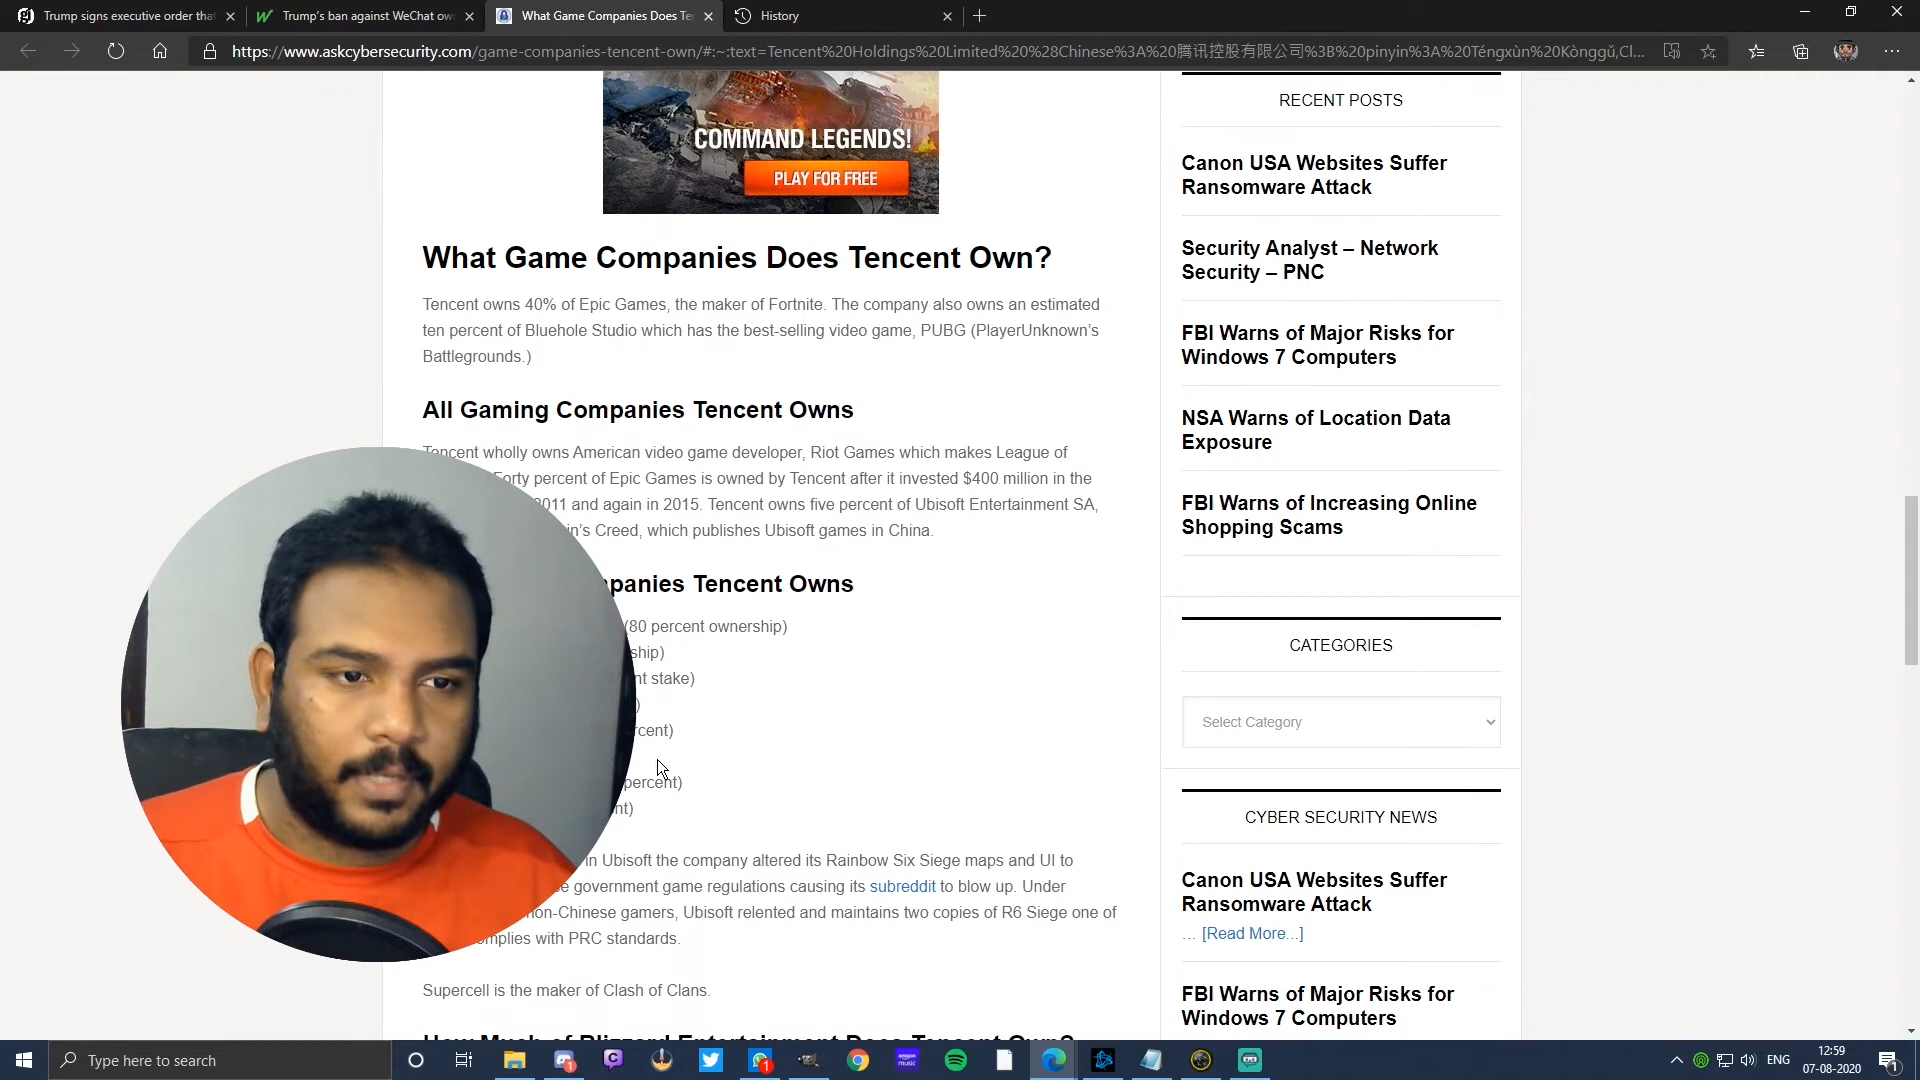 Trump signs executive order that
Trump's ban against WeChat ow
What Game Companies Does Te
History
https://www.askcybersecurity.com/game-companies-tencent-own/#:~:text=Tencent%20Holdings%20Limited%20%28Chinese%3A%20腾讯控股有限公司%3B%20pinyin%3A%20Téngxùn%20Kònggǔ,Cl...
COMMAND LEGENDS!
PLAY FOR FREE
What Game Companies Does Tencent Own?
Tencent owns 40% of Epic Games, the maker of Fortnite. The company also owns an estimated
ten percent of Bluehole Studio which has the best-selling video game, PUBG (PlayerUnknown's
Battlegrounds.)
All Gaming Companies Tencent Owns
Tencent wholly owns American video game developer, Riot Games which makes League of
Forty percent of Epic Games is owned by Tencent after it invested $400 million in the
2011 and again in 2015. Tencent owns five percent of Ubisoft Entertainment SA,
n's Creed, which publishes Ubisoft games in China.
panies Tencent Owns
(80 percent ownership)
ship)
nt stake)
)
rcent)
percent)
nt)
in Ubisoft the company altered its Rainbow Six Siege maps and UI to
e government game regulations causing its subreddit to blow up. Under
non-Chinese gamers, Ubisoft relented and maintains two copies of R6 Siege one of
mplies with PRC standards.
Supercell is the maker of Clash of Clans.
How Much of Blizzard Entertainment Does Tencent Own?
RECENT POSTS
Canon USA Websites Suffer
Ransomware Attack
Security Analyst – Network
Security – PNC
FBI Warns of Major Risks for
Windows 7 Computers
NSA Warns of Location Data
Exposure
FBI Warns of Increasing Online
Shopping Scams
CATEGORIES
Select Category
CYBER SECURITY NEWS
Canon USA Websites Suffer
Ransomware Attack
… [Read More...]
FBI Warns of Major Risks for
Windows 7 Computers
Type here to search
ENG
12:59
07-08-2020